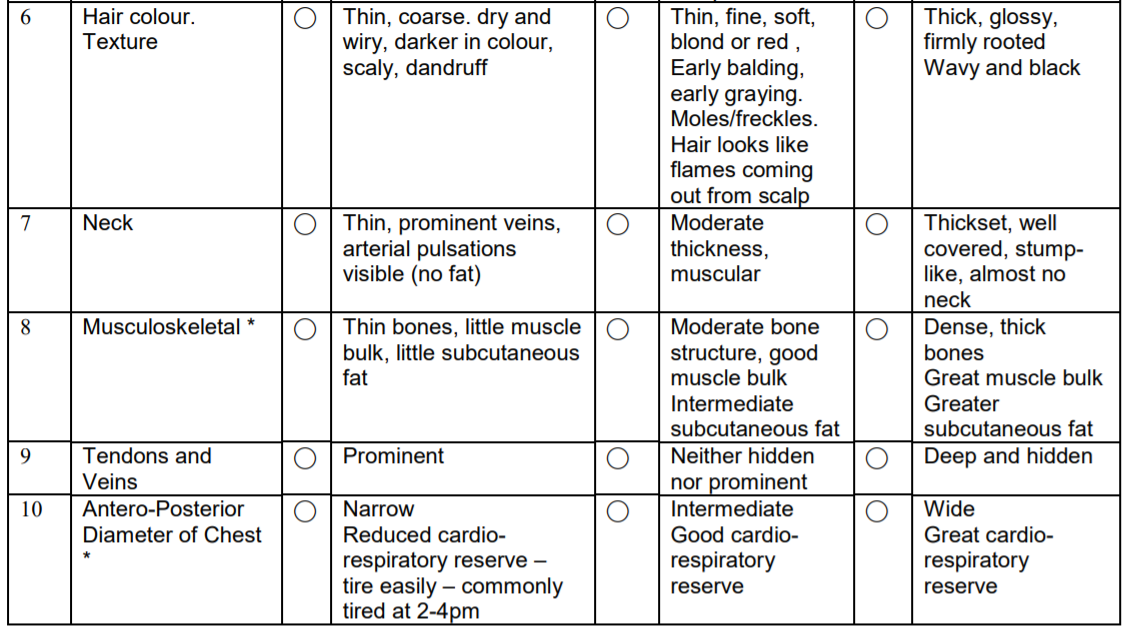 6
Hair colour.
Texture
Thin, coarse. dry and
wiry, darker in colour,
scaly, dandruff
Thin, fine, soft,
blond or red ,
Early balding,
early graying.
Moles/freckles.
Hair looks like
flames coming
out from scalp
Thick, glossy,
firmly rooted
Wavy and black
7
Neck
Thin, prominent veins,
arterial pulsations
visible (no fat)
Moderate
thickness,
muscular
Thickset, well
covered, stump-
like, almost no
neck
8
Musculoskeletal *
Thin bones, little muscle
bulk, little subcutaneous
fat
Moderate bone
structure, good
muscle bulk
Intermediate
subcutaneous fat
Dense, thick
bones
Great muscle bulk
Greater
subcutaneous fat
9
Tendons and
Veins
Prominent
Neither hidden
nor prominent
Deep and hidden
10
Antero-Posterior
Diameter of Chest
*
Narrow
Reduced cardio-
respiratory reserve –
tire easily – commonly
tired at 2-4pm
Intermediate
Good cardio-
respiratory
reserve
Wide
Great cardio-
respiratory
reserve